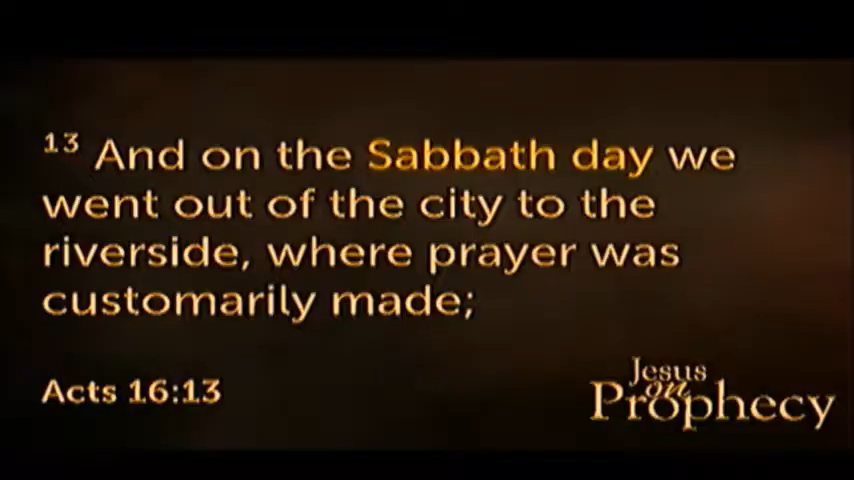 13 And on the Sabbath day we
went out of the city to the
riverside, where prayer was
customarily made;
Acts 16:13
Jesus
on
Prophecy